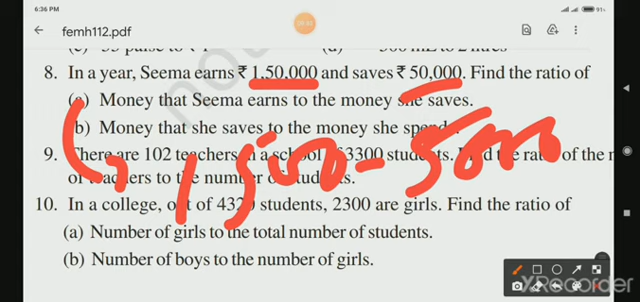 6:36 PM
91
femh112.pdf
8. In a year, Seema earns ₹ 1,50,000 and saves ₹ 50,000. Find the ratio of
(a) Money that Seema earns to the money she saves.
(b) Money that she saves to the money she spends.
9. There are 102 teachers in a school of 3300 students. Find the ratio of the n
of teachers to the number of students.
10. In a college, out of 4320 students, 2300 are girls. Find the ratio of
(a) Number of girls to the total number of students.
(b) Number of boys to the number of girls.
XRecorder